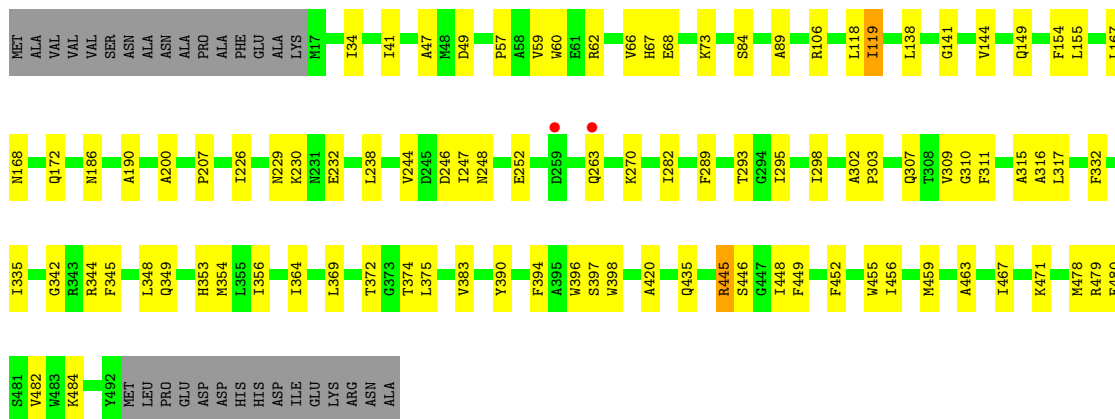 MET ALA VAL VAL VAL SER ASN ALA ASN ALA PRO ALA PHE GLU ALA LYS M17 I34 I41 A47 M48 D49 P57 A58 V59 W60 E61 R62 V66 H67 E68 K73 S84 A89 R106 L118 I119 L138 G141 V144 Q149 F154 L155 L167
N168 Q172 N186 A190 A200 P207 I226 N229 K230 N231 E232 L238 V244 D245 D246 I247 N248 E252 D259 Q263 K270 I282 F289 T293 G294 I295 I298 A302 P303 Q307 T308 V309 G310 F311 A315 A316 L317 F332
I335 G342 R343 R344 F345 L348 Q349 H353 M354 L355 I356 I364 L369 T372 G373 T374 L375 V383 Y390 F394 A395 W396 S397 W398 A420 Q435 R445 S446 G447 I448 F449 F452 W455 I456 M459 A463 I467 K471 M478 R479
S481 V482 W483 K484 Y492 MET LEU PRO GLU ASP ASP HIS HIS ASP ILE GLU LYS ARG ASN ALA